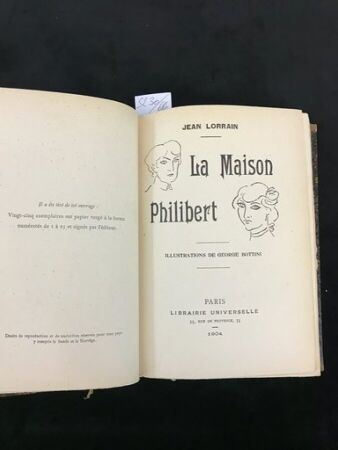 Il a été tiré de cet ouvrage :
Vingt-cinq exemplaires sur papier vergé à la forme
numérotés de 1 à 25 et signés par l'éditeur.
Droits de reproduction et de traduction réservés pour tous pays
y compris la Suède et la Norvège.
JEAN LORRAIN
La Maison
Philibert
ILLUSTRATIONS DE GEORGE BOTTINI
PARIS
LIBRAIRIE UNIVERSELLE
33, RUE DE PROVENCE, 33
1904